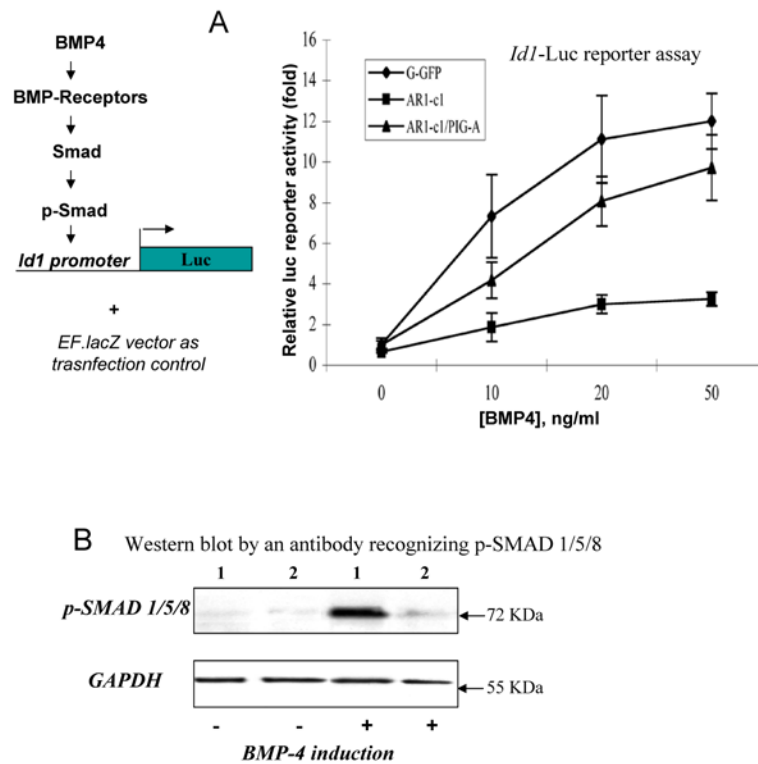 A
BMP4
BMP-Receptors
Smad
p-Smad
Id1 promoter
Luc
+
EF.lacZ vector as
trasnfection control
Id1-Luc reporter assay
G-GFP
AR1-c1
AR1-c1/PIG-A
Relative luc reporter activity (fold)
16
14
12
10
8
6
4
2
0
0 10 20 50
[BMP4], ng/ml
B
Western blot by an antibody recognizing p-SMAD 1/5/8
1 2 1 2
p-SMAD 1/5/8
72 KDa
GAPDH
55 KDa
- - + +
BMP-4 induction